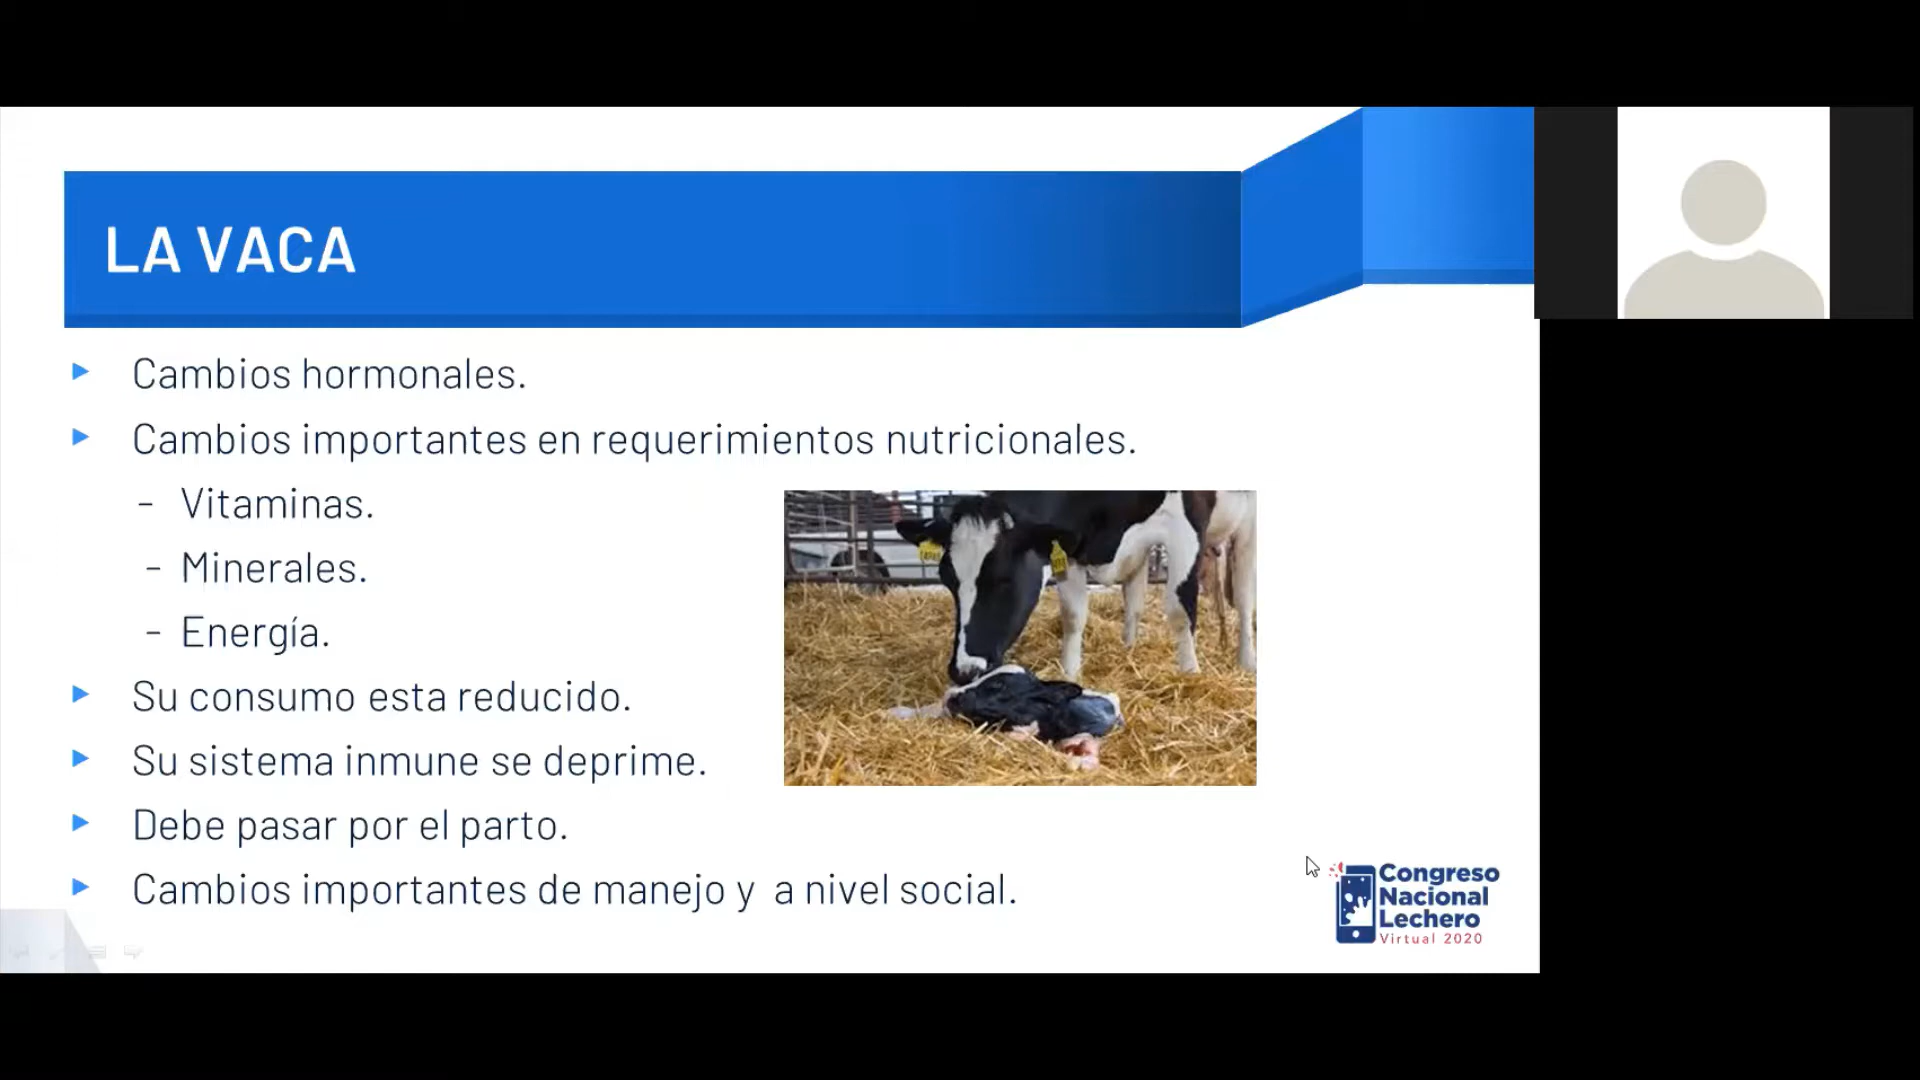 LA VACA
▸ Cambios hormonales.
▸ Cambios importantes en requerimientos nutricionales.
- Vitaminas.
- Minerales.
- Energía.
▸ Su consumo esta reducido.
▸ Su sistema inmune se deprime.
▸ Debe pasar por el parto.
▸ Cambios importantes de manejo y  a nivel social.
Congreso
Nacional
Lechero
Virtual 2020